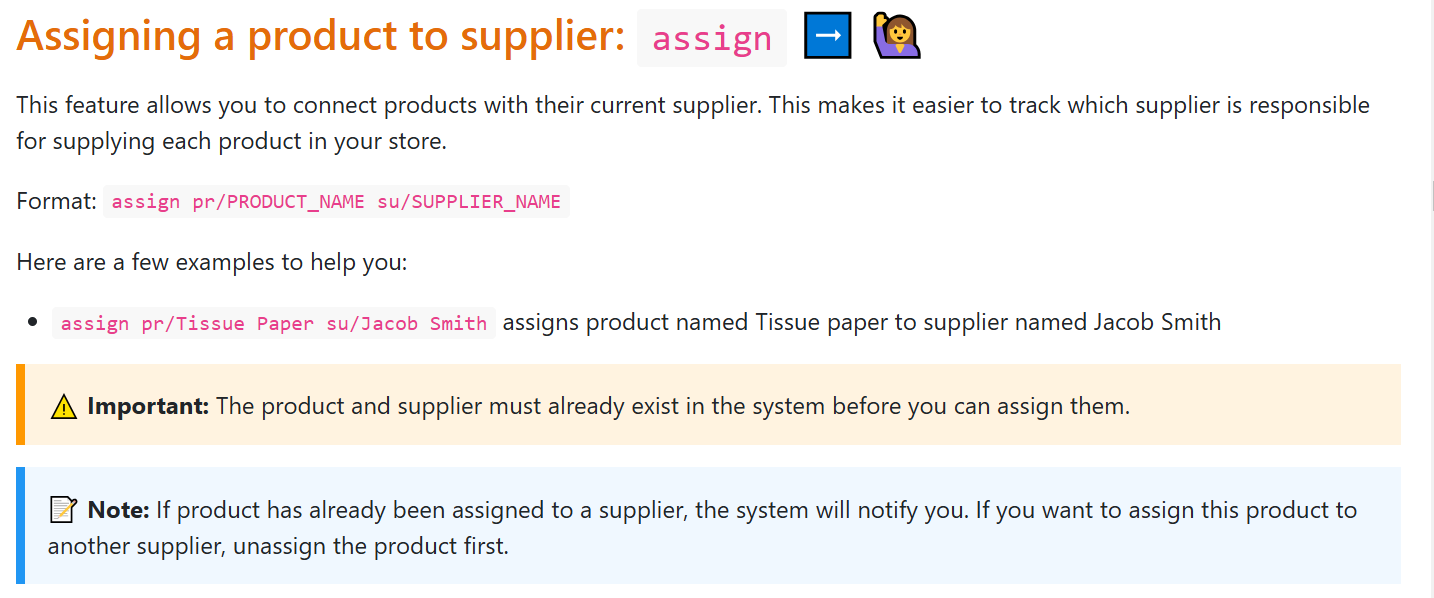 Assigning a product to supplier: assign ➡️ 🙋‍♀️
This feature allows you to connect products with their current supplier. This makes it easier to track which supplier is responsible
for supplying each product in your store.
Format: assign pr/PRODUCT_NAME su/SUPPLIER_NAME
Here are a few examples to help you:
• assign pr/Tissue Paper su/Jacob Smith assigns product named Tissue paper to supplier named Jacob Smith
⚠️ Important: The product and supplier must already exist in the system before you can assign them.
📝 Note: If product has already been assigned to a supplier, the system will notify you. If you want to assign this product to
another supplier, unassign the product first.